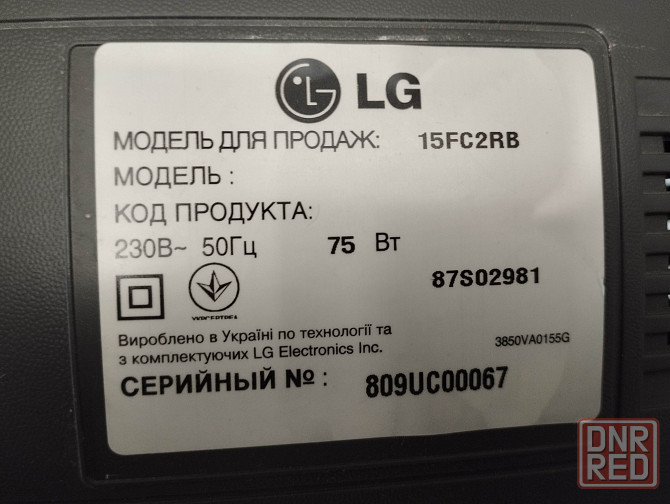 LG
МОДЕЛЬ ДЛЯ ПРОДАЖ: 15FC2RB
МОДЕЛЬ :
КОД ПРОДУКТА:
230В~ 50Гц 75 Вт
87S02981
УКРСЕПРОЕА
Вироблено в Україні по технології та
з комплектуючих LG Electronics Inc.
3850VA0155G
СЕРИЙНЫЙ № : 809UC00067
DNR
RED